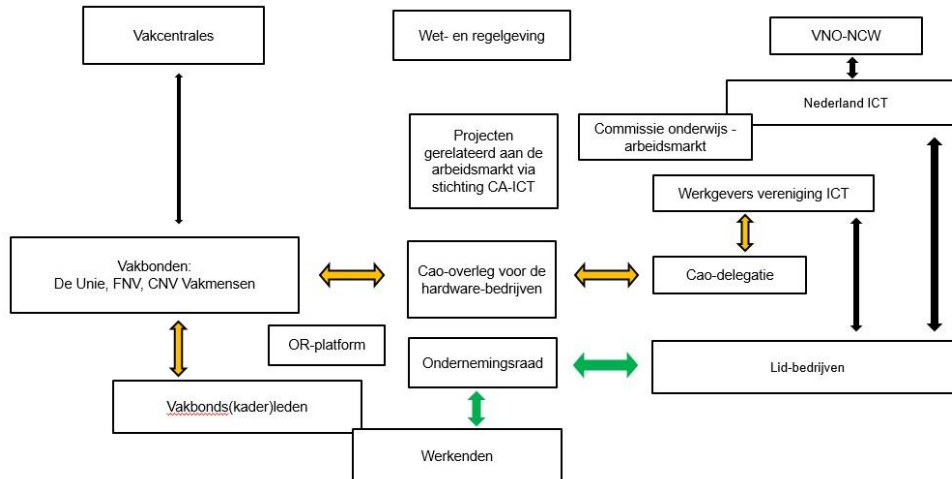 Vakcentrales
Wet- en regelgeving
VNO-NCW
Nederland ICT
Projecten
gerelateerd aan de
arbeidsmarkt via
stichting CA-ICT
Commissie onderwijs -
arbeidsmarkt
Werkgevers vereniging ICT
Vakbonden:
De Unie, FNV, CNV Vakmensen
Cao-overleg voor de
hardware-bedrijven
Cao-delegatie
OR-platform
Ondernemingsraad
Lid-bedrijven
Vakbonds(kader)leden
Werkenden